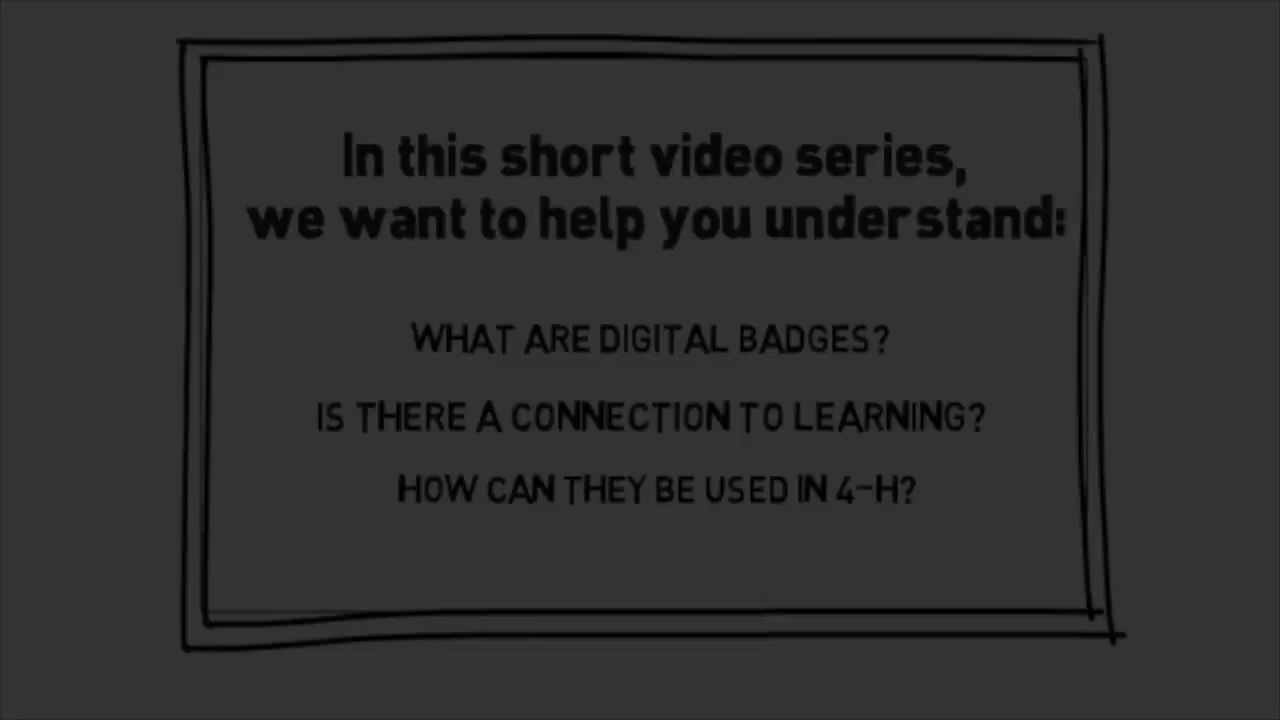 In this short video series,
we want to help you understand:
WHAT ARE DIGITAL BADGES?
IS THERE A CONNECTION TO LEARNING?
HOW CAN THEY BE USED IN 4-H?